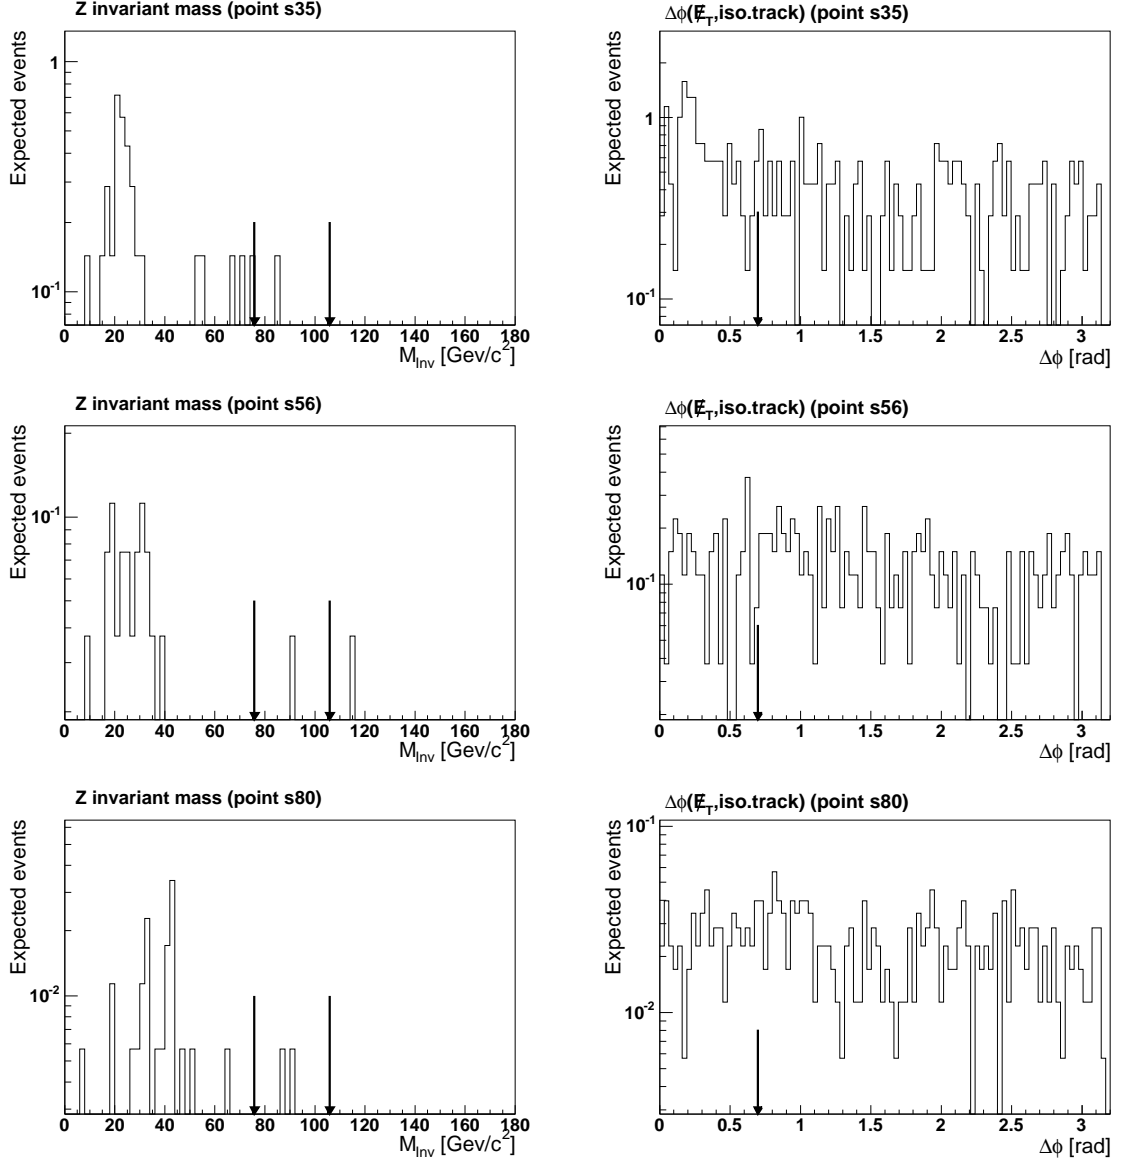 Z invariant mass (point s35)
Expected events
1
10⁻¹
0 20 40 60 80 100 120 140 160 180
M_Inv [Gev/c²]
Δϕ(E̸_T,iso.track) (point s35)
Expected events
1
10⁻¹
0 0.5 1 1.5 2 2.5 3
Δϕ [rad]
Z invariant mass (point s56)
Expected events
10⁻¹
0 20 40 60 80 100 120 140 160 180
M_Inv [Gev/c²]
Δϕ(E̸_T,iso.track) (point s56)
Expected events
10⁻¹
0 0.5 1 1.5 2 2.5 3
Δϕ [rad]
Z invariant mass (point s80)
Expected events
10⁻²
0 20 40 60 80 100 120 140 160 180
M_Inv [Gev/c²]
Δϕ(E̸_T,iso.track) (point s80)
Expected events
10⁻¹
10⁻²
0 0.5 1 1.5 2 2.5 3
Δϕ [rad]